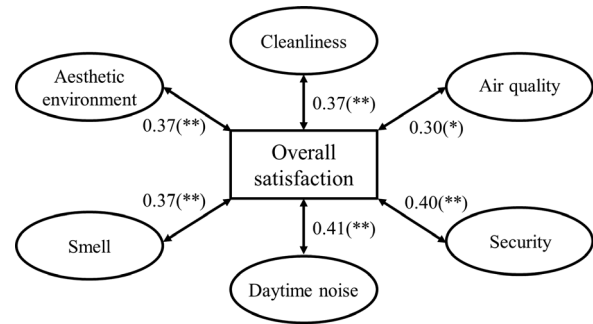 Cleanliness
Aesthetic
environment
Air quality
0.37(**)
0.37(**)
0.30(*)
Overall
satisfaction
0.37(**)
0.41(**)
0.40(**)
Smell
Security
Daytime noise